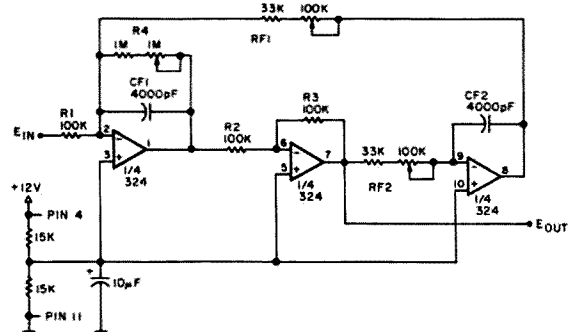 33K 100K
RF1
R4
1M 1M
CF1
4000pF
R1
100K
E IN
2
3
1
1/4
324
R2
100K
R3
100K
6
5
7
1/4
324
33K 100K
RF2
CF2
4000pF
9
10
8
1/4
324
E OUT
+12V
PIN 4
15K
15K
PIN 11
+
10µF